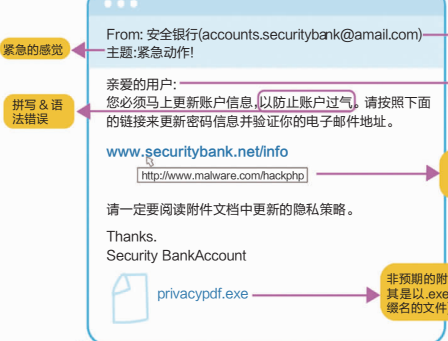 From: 安全银行(accounts.securitybank@amail.com)
主题:紧急动作!
紧急的感觉
亲爱的用户:
您必须马上更新账户信息,以防止账户过气。请按照下面
的链接来更新密码信息并验证你的电子邮件地址。
拼写 & 语
法错误
www.securitybank.net/info
http://www.malware.com/hackphp
请一定要阅读附件文档中更新的隐私策略。
Thanks.
Security BankAccount
privacypdf.exe
非预期的附
其是以.exe
缀名的文件